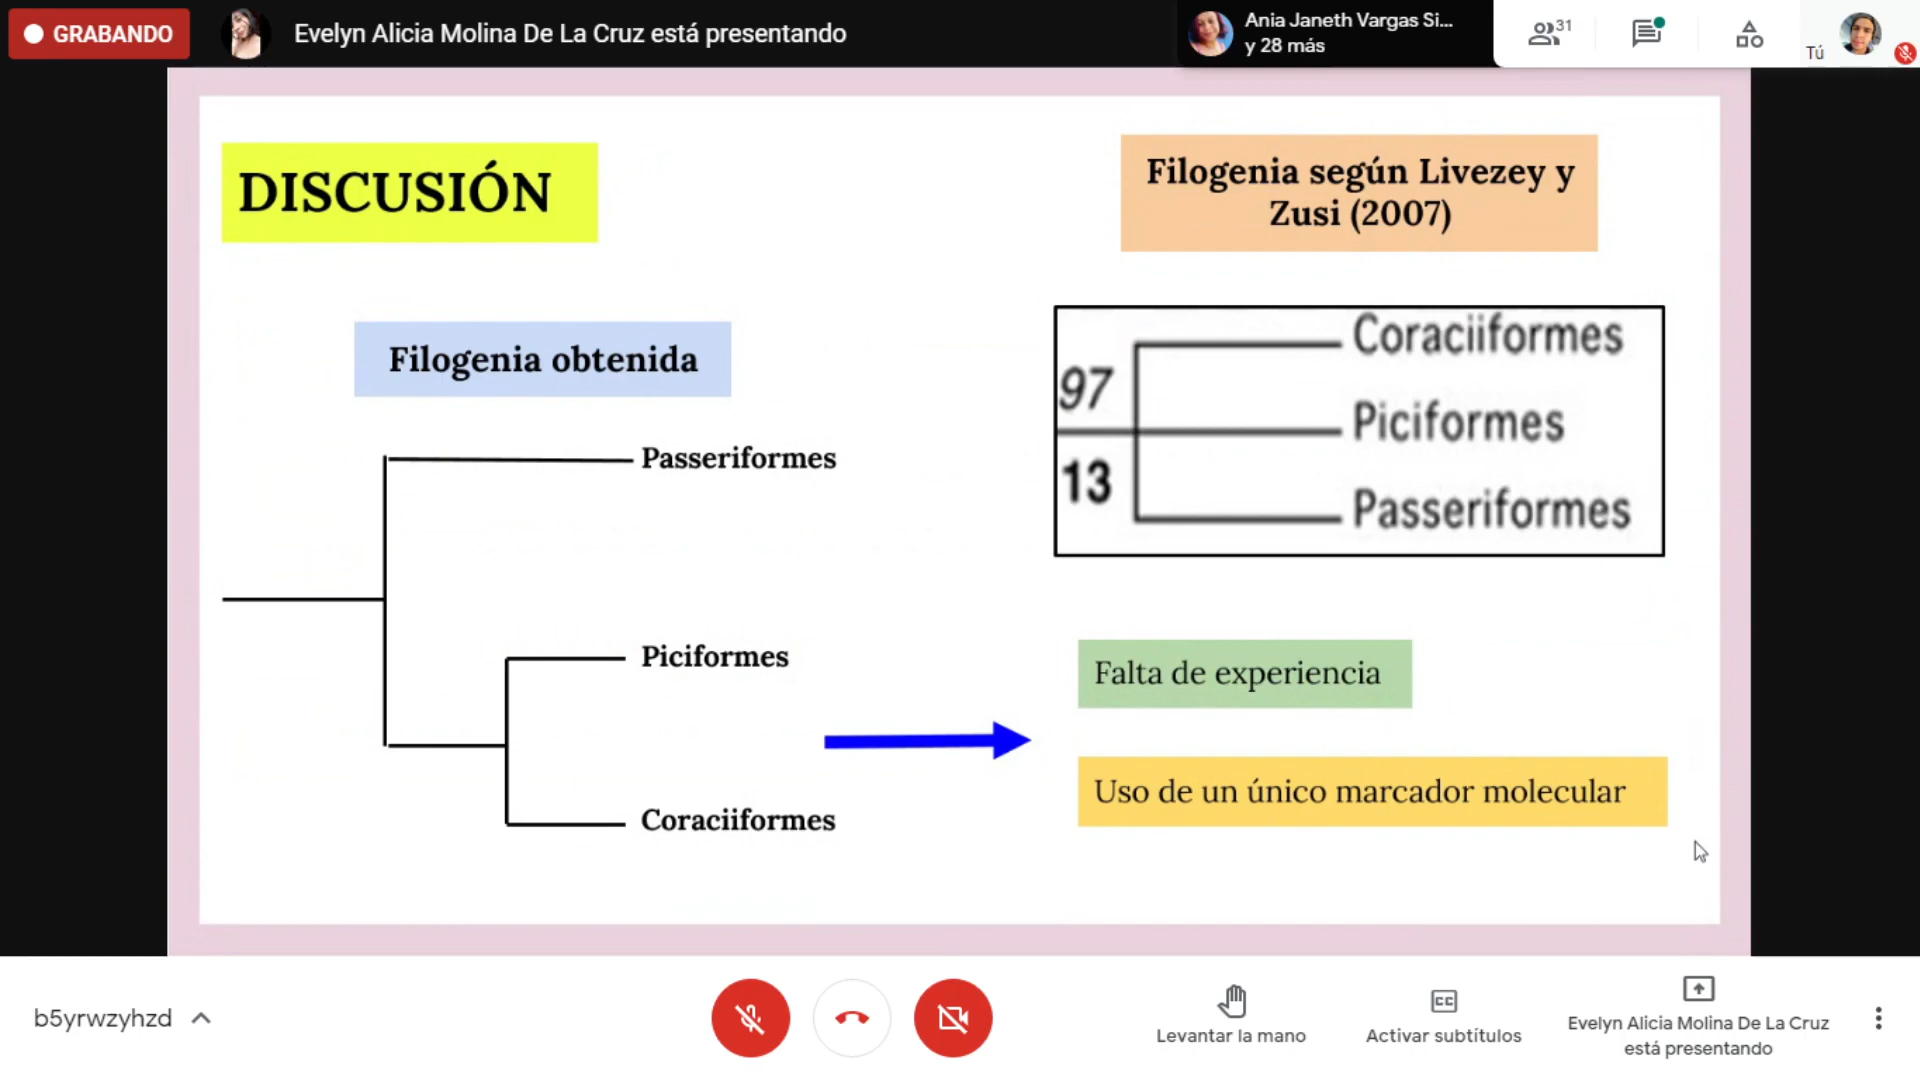 GRABANDO
Evelyn Alicia Molina De La Cruz está presentando
Ania Janeth Vargas Si...
y 28 más
31
Tú
DISCUSIÓN
Filogenia según Livezey y
Zusi (2007)
Filogenia obtenida
Coraciiformes
97
Piciformes
13
Passeriformes
Passeriformes
Piciformes
Coraciiformes
Falta de experiencia
Uso de un único marcador molecular
b5yrwzyhzd
Levantar la mano
CC
Activar subtítulos
Evelyn Alicia Molina De La Cruz
está presentando